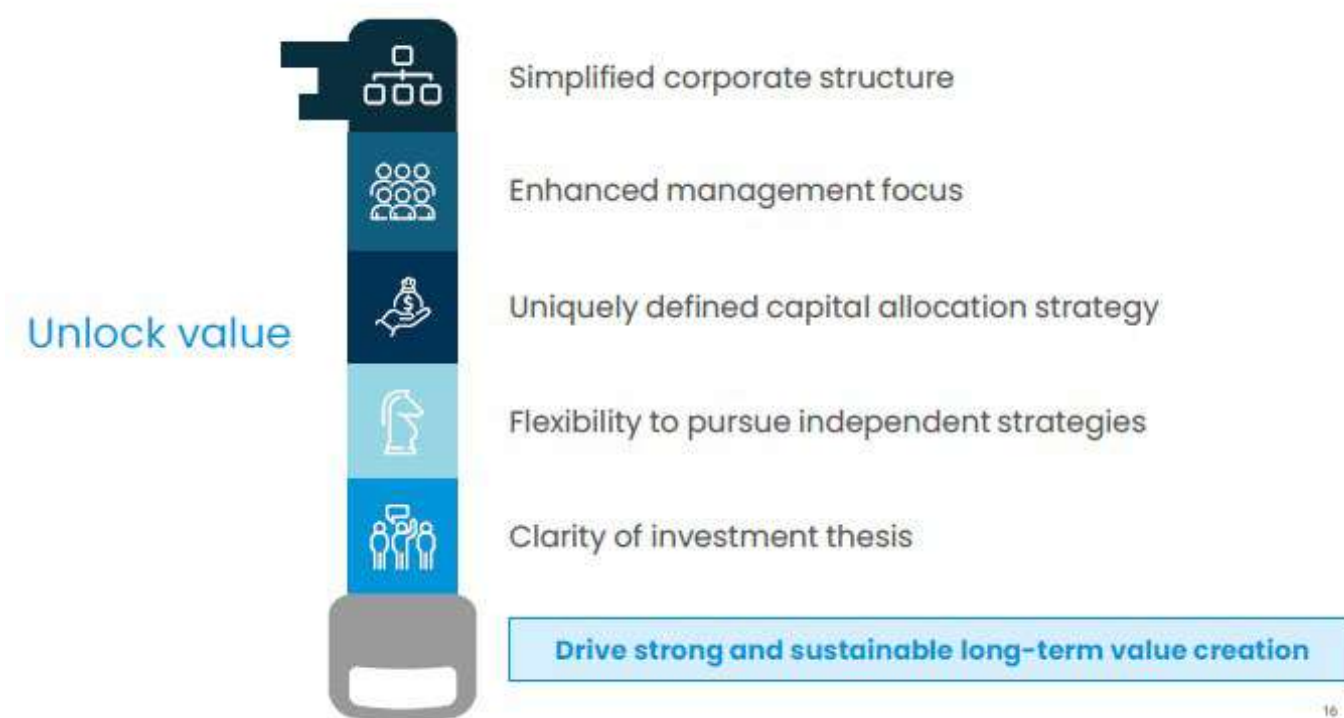 Simplified corporate structure
Enhanced management focus
Uniquely defined capital allocation strategy
Unlock value
Flexibility to pursue independent strategies
Clarity of investment thesis
Drive strong and sustainable long-term value creation
16